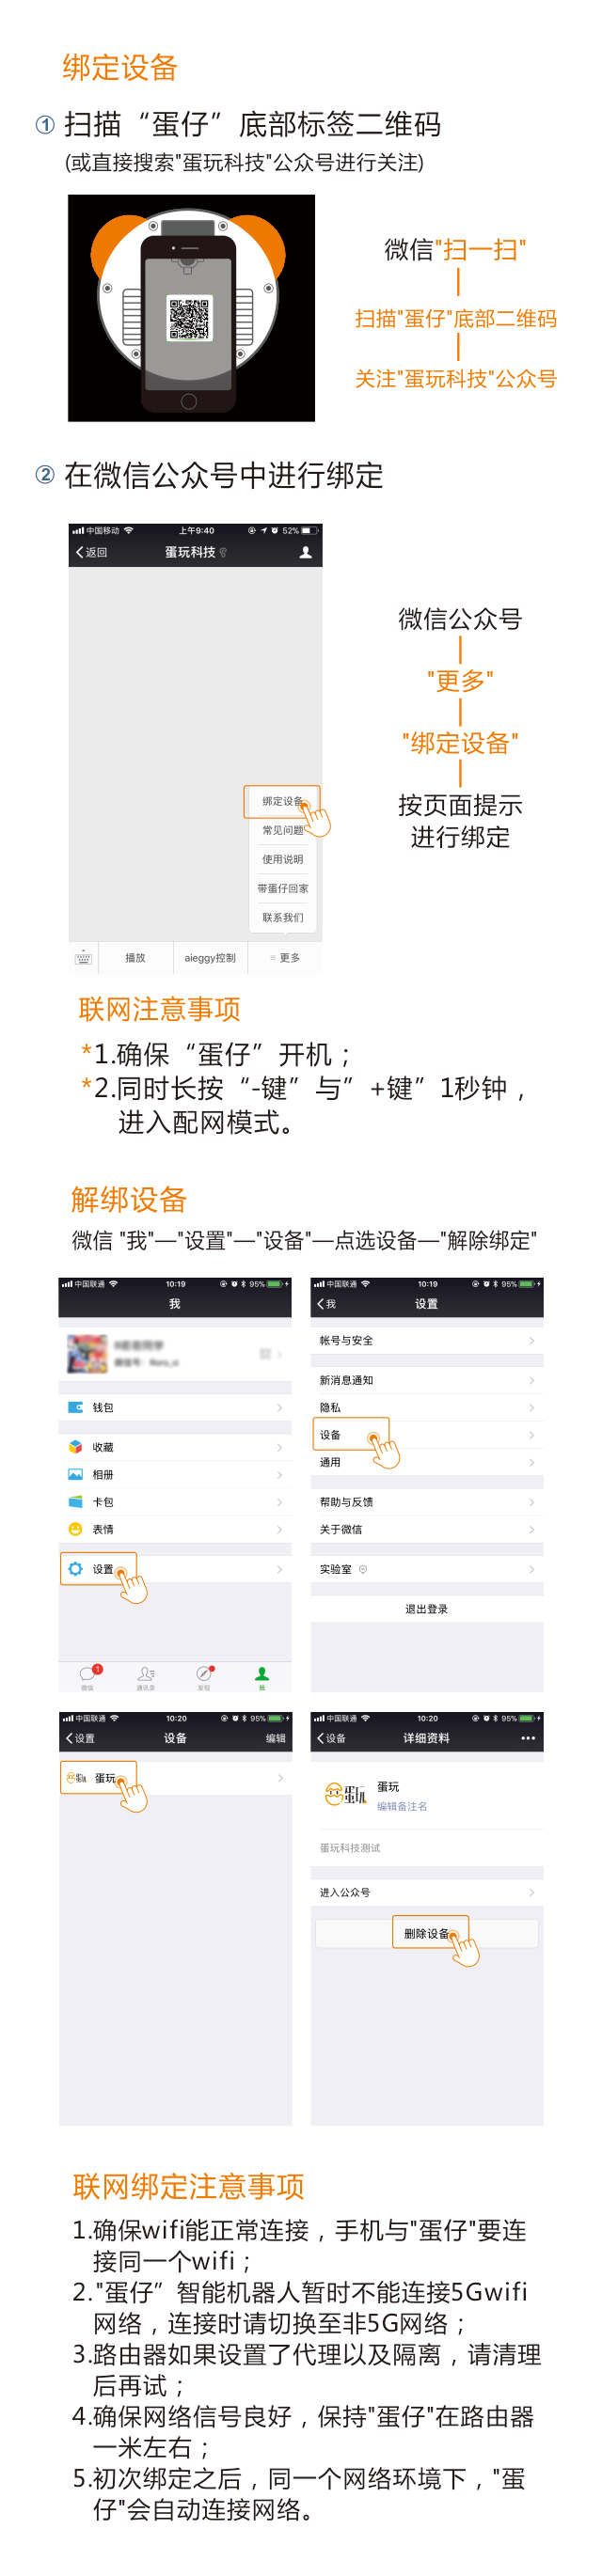 绑定设备
① 扫描“蛋仔”底部标签二维码
(或直接搜索"蛋玩科技"公众号进行关注)
微信"扫一扫"
扫描"蛋仔"底部二维码
关注"蛋玩科技"公众号
② 在微信公众号中进行绑定
中国移动 上午9:40 52%
返回 蛋玩科技
微信公众号
"更多"
"绑定设备"
按页面提示
进行绑定
绑定设备
常见问题
使用说明
带蛋仔回家
联系我们
播放 aieggy控制 更多
联网注意事项
*1.确保“蛋仔”开机；
*2.同时长按“-键”与”+键”1秒钟，
进入配网模式。
解绑设备
微信 "我"—"设置"—"设备"—点选设备—"解除绑定"
中国联通 10:19 95%
我
钱包
收藏
相册
卡包
表情
设置
1
微信 通讯录 发现 我
中国联通 10:19 95%
我 设置
帐号与安全
新消息通知
隐私
设备
通用
帮助与反馈
关于微信
实验室
退出登录
中国联通 10:20 95%
设置 设备 编辑
蛋玩 蛋玩
中国联通 10:20 95%
设备 详细资料
蛋玩 蛋玩
编辑备注名
蛋玩科技测试
进入公众号
删除设备
联网绑定注意事项
1.确保wifi能正常连接，手机与"蛋仔"要连
接同一个wifi；
2."蛋仔”智能机器人暂时不能连接5Gwifi
网络，连接时请切换至非5G网络；
3.路由器如果设置了代理以及隔离，请清理
后再试；
4.确保网络信号良好，保持"蛋仔"在路由器
一米左右；
5.初次绑定之后，同一个网络环境下，"蛋
仔"会自动连接网络。